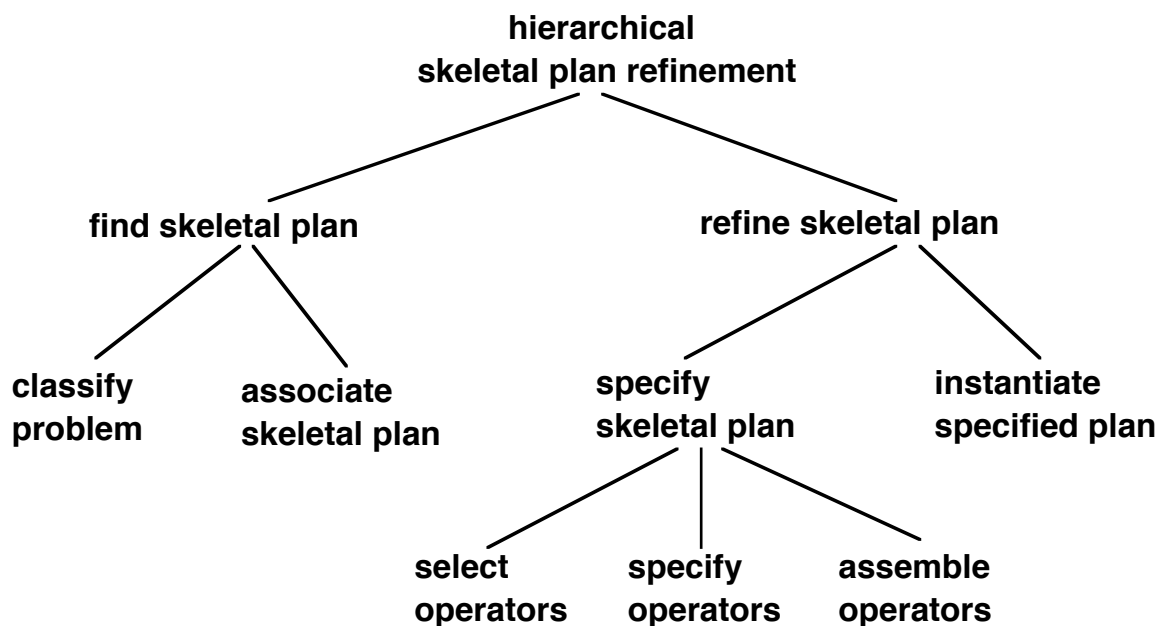 hierarchical
skeletal plan refinement
find skeletal plan
refine skeletal plan
classify
problem
associate
skeletal plan
specify
skeletal plan
instantiate
specified plan
select
operators
specify
operators
assemble
operators